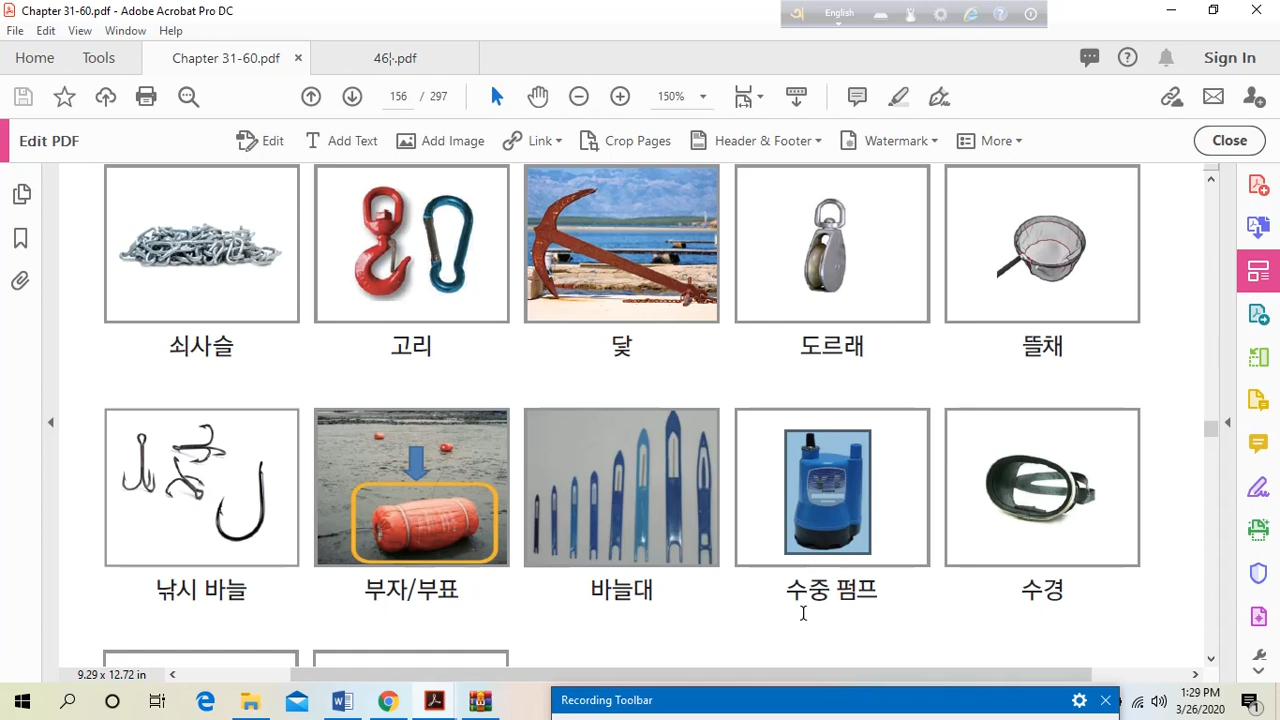 Chapter 31-60.pdf - Adobe Acrobat Pro DC
English
File Edit View Window Help
Home Tools Chapter 31-60.pdf × 46장.pdf Sign In
156 / 297 150%
Edit PDF Edit Add Text Add Image Link Crop Pages Header & Footer Watermark More Close
쇠사슬 고리 닻 도르래 뜰채
낚시 바늘 부자/부표 바늘대 수중 펌프 수경
9.29 x 12.72 in
Recording Toolbar
1:29 PM
3/26/2020